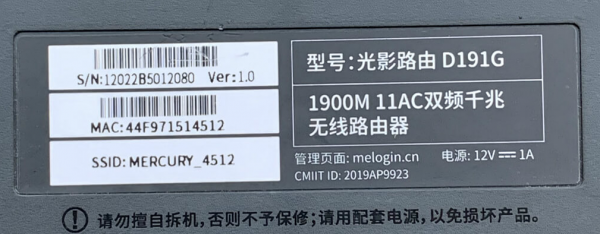 S/N:12022B5012080 Ver:1.0
MAC:44F971514512
SSID: MERCURY_4512
型号:光影路由 D191G
1900M 11AC双频千兆
无线路由器
管理页面: melogin.cn 电源: 12V⎓1A
CMIIT ID: 2019AP9923
请勿擅自拆机，否则不予保修；请用配套电源，以免损坏产品。